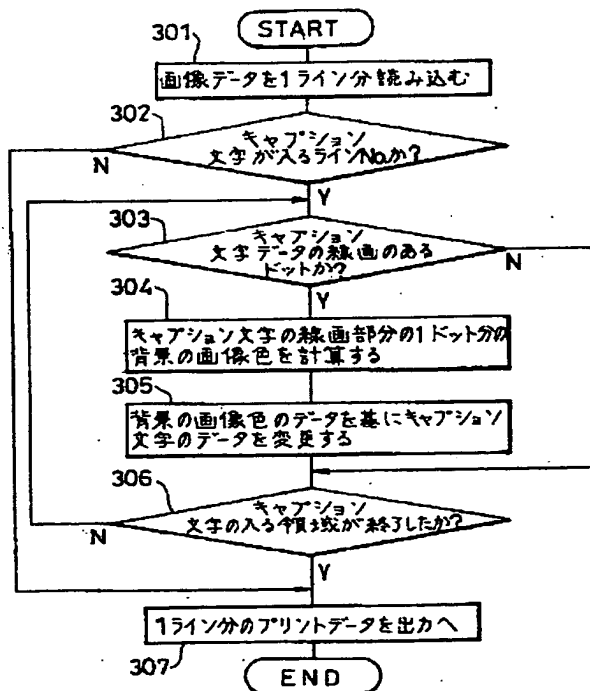 START
301
画像データを1ライン分読み込む
302
キャプション
文字が入るラインNo.か?
N
Y
303
キャプション
文字データの線画のある
ドットか?
N
Y
304
キャプション文字の線画部分の1ドット分の
背景の画像色を計算する
305
背景の画像色のデータを基にキャプション
文字のデータを変更する
306
キャプション
文字の入る領域が終了したか?
N
Y
1ライン分のプリントデータを出力へ
307
END